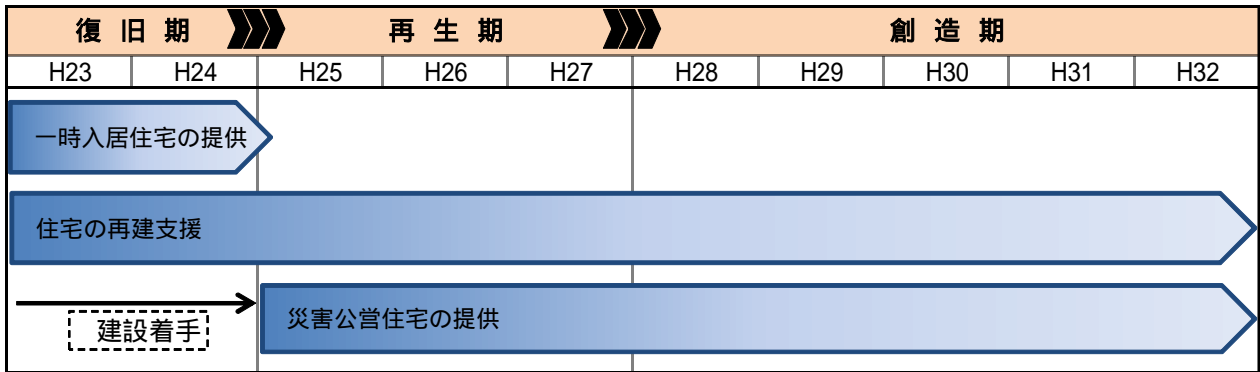 復旧期 再生期 創造期
H23 H24 H25 H26 H27 H28 H29 H30 H31 H32
一時入居住宅の提供
住宅の再建支援
建設着手
災害公営住宅の提供